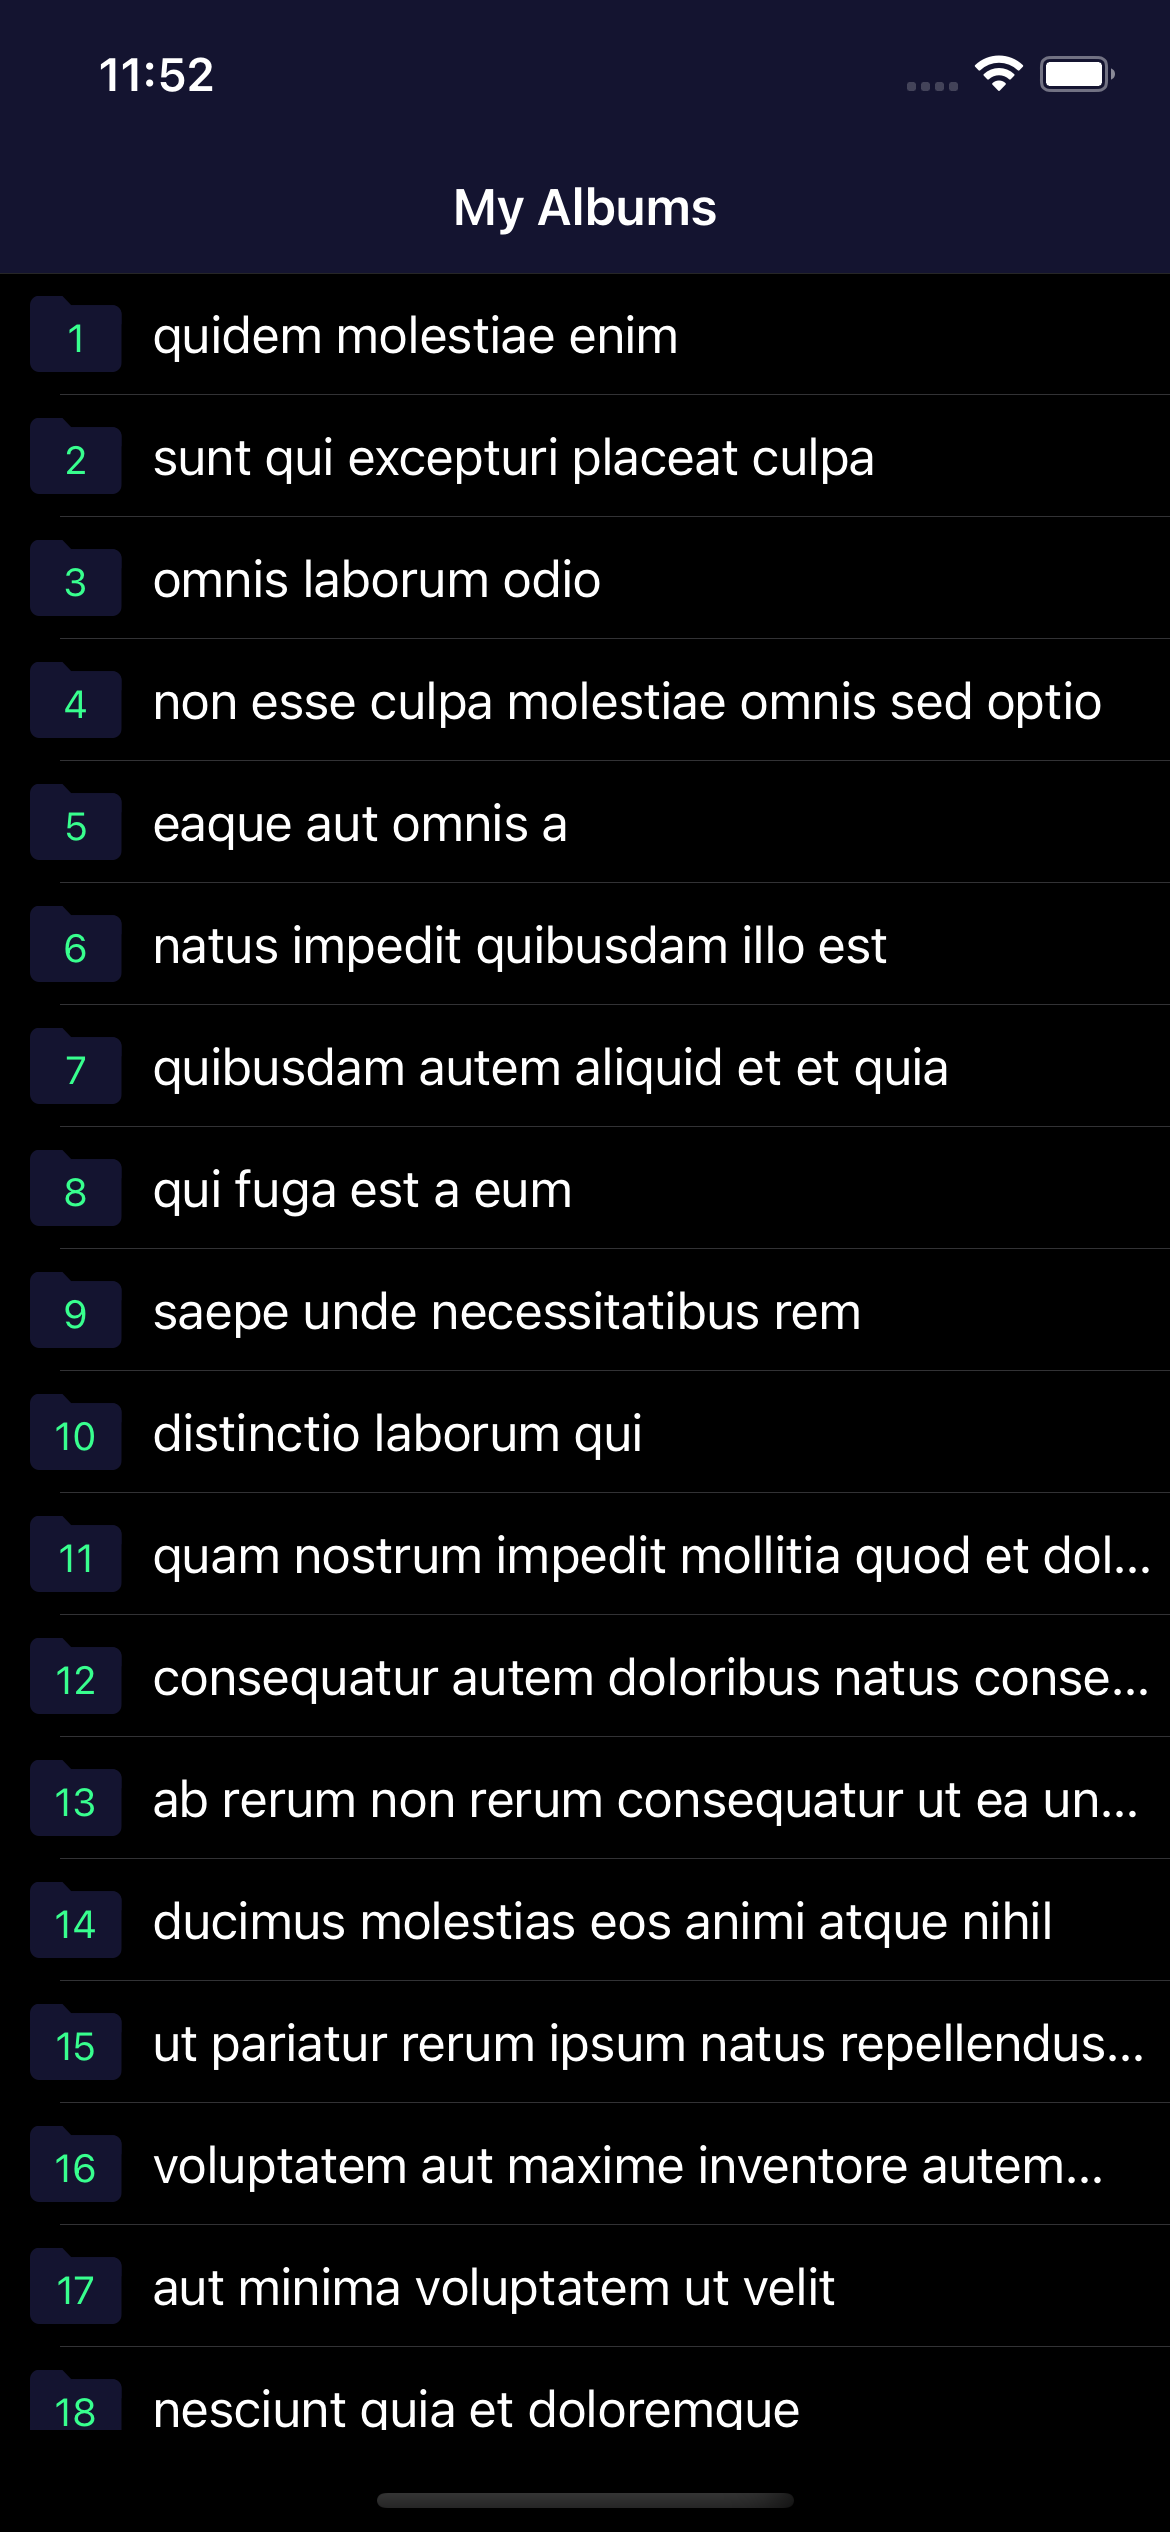 11:52
My Albums
1 quidem molestiae enim
2 sunt qui excepturi placeat culpa
3 omnis laborum odio
4 non esse culpa molestiae omnis sed optio
5 eaque aut omnis a
6 natus impedit quibusdam illo est
7 quibusdam autem aliquid et et quia
8 qui fuga est a eum
9 saepe unde necessitatibus rem
10 distinctio laborum qui
11 quam nostrum impedit mollitia quod et dol...
12 consequatur autem doloribus natus conse...
13 ab rerum non rerum consequatur ut ea un...
14 ducimus molestias eos animi atque nihil
15 ut pariatur rerum ipsum natus repellendus...
16 voluptatem aut maxime inventore autem...
17 aut minima voluptatem ut velit
18 nesciunt quia et doloremque